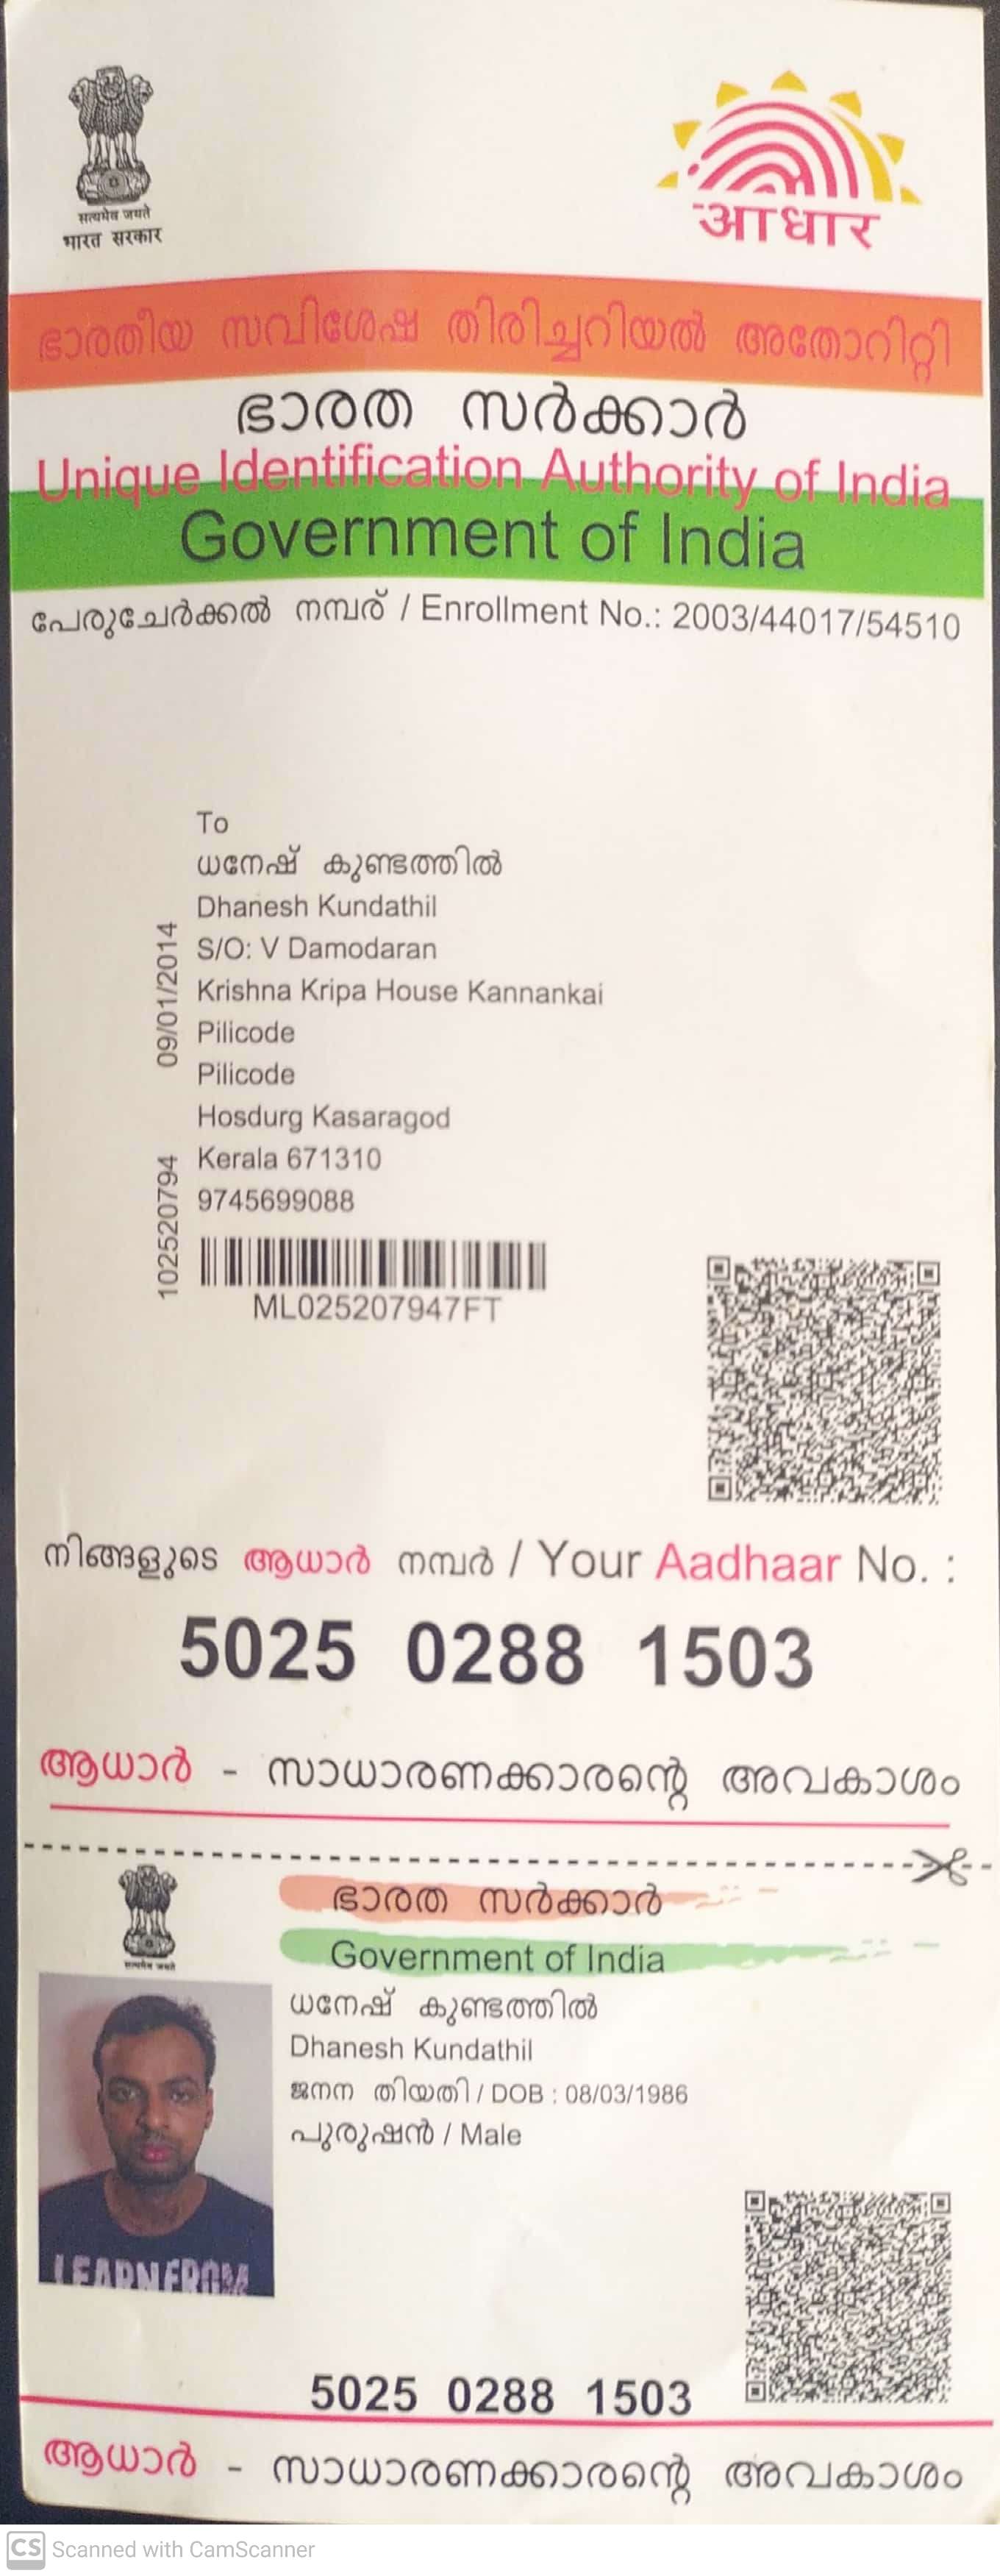 सत्यमेव जयते
भारत सरकार
आधार
ഭാരതീയ സവിശേഷ തിരിച്ചറിയൽ അതോറിറ്റി
ഭാരത സർക്കാർ
Unique Identification Authority of India
Government of India
പേരുചേർക്കൽ നമ്പര് / Enrollment No.: 2003/44017/54510
To
ധനേഷ് കുണ്ടത്തിൽ
Dhanesh Kundathil
S/O: V Damodaran
Krishna Kripa House Kannankai
Pilicode
Pilicode
Hosdurg Kasaragod
Kerala 671310
9745699088
09/01/2014
102520794
ML025207947FT
നിങ്ങളുടെ ആധാർ നമ്പർ / Your Aadhaar No. :
5025 0288 1503
ആധാർ - സാധാരണക്കാരന്റെ അവകാശം
सत्यमेव जयते
ഭാരത സർക്കാർ
Government of India
ധനേഷ് കുണ്ടത്തിൽ
Dhanesh Kundathil
ജനന തിയതി / DOB : 08/03/1986
പുരുഷൻ / Male
LEARN FROM
5025 0288 1503
ആധാർ - സാധാരണക്കാരന്റെ അവകാശം
CS Scanned with CamScanner